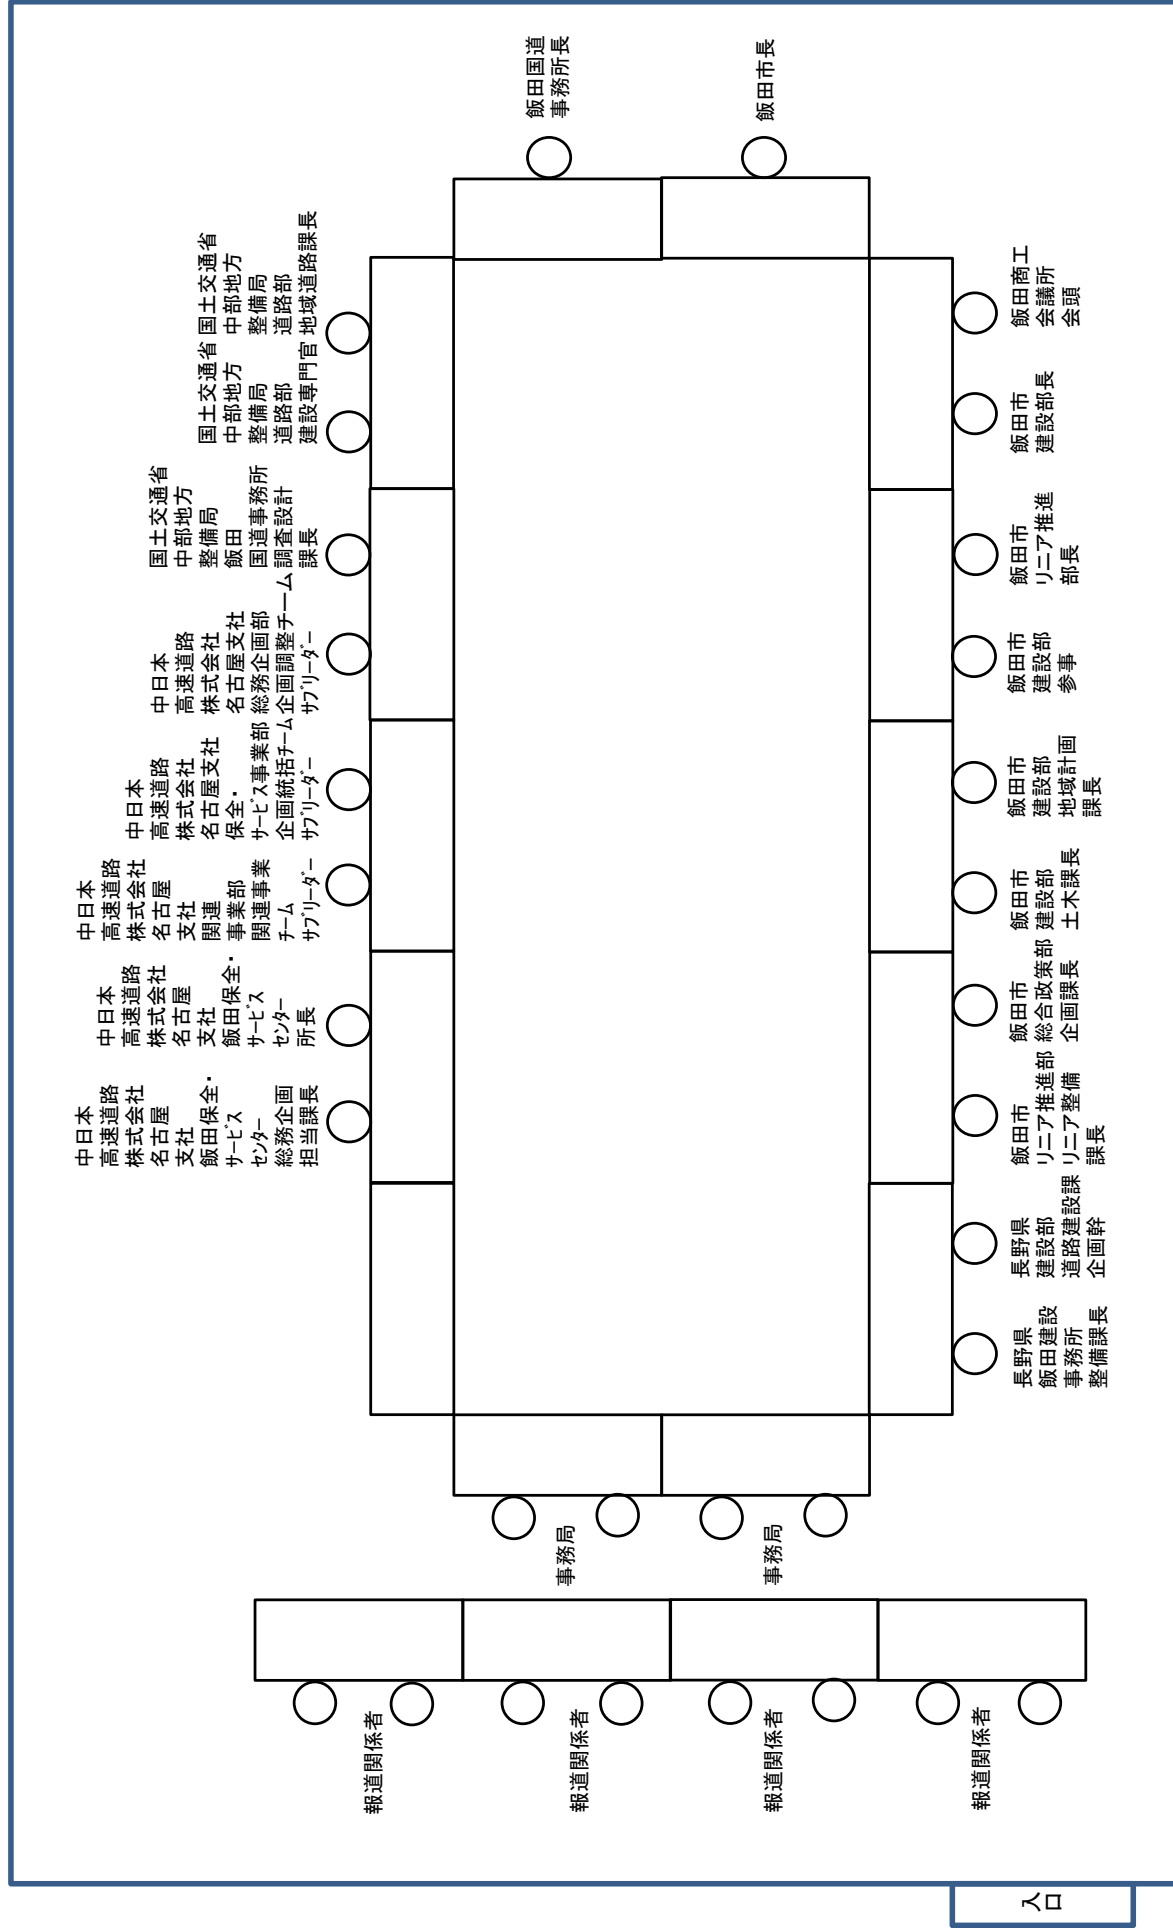 飯田国道
事務所長
飯田市長
国土交通省
中部地方
整備局
道路部
地域道路課長
国土交通省
中部地方
整備局
道路部
建設専門官
国土交通省
中部地方
整備局
飯田
国道事務所
調査設計
課長
中日本
高速道路
株式会社
名古屋支社
総務企画部
企画調整チーム
サブリーダー
中日本
高速道路
株式会社
名古屋支社
保全・
サービス事業部
企画統括チーム
サブリーダー
中日本
高速道路
株式会社
名古屋
支社
関連
事業部
関連事業
チーム
サブリーダー
中日本
高速道路
株式会社
名古屋
支社
飯田保全・
サービス
センター
所長
中日本
高速道路
株式会社
名古屋
支社
飯田保全・
サービス
センター
総務企画
担当課長
飯田商工
会議所
会頭
飯田市
建設部長
飯田市
リニア推進
部長
飯田市
建設部
参事
飯田市
建設部
地域計画
課長
飯田市
建設部
土木課長
飯田市
総合政策部
企画課長
飯田市
リニア推進部
リニア整備
課長
長野県
建設部
道路建設課
企画幹
長野県
飯田建設
事務所
整備課長
事務局
事務局
報道関係者
報道関係者
報道関係者
報道関係者
入
口